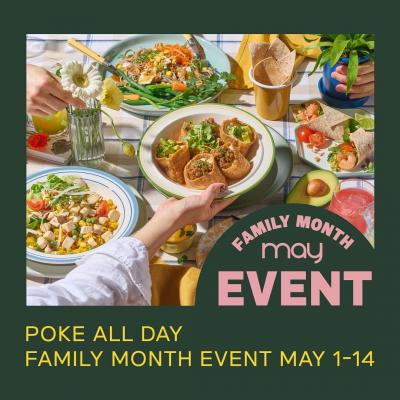 FAMILY MONTH
may
EVENT
POKE ALL DAY
FAMILY MONTH EVENT MAY 1-14